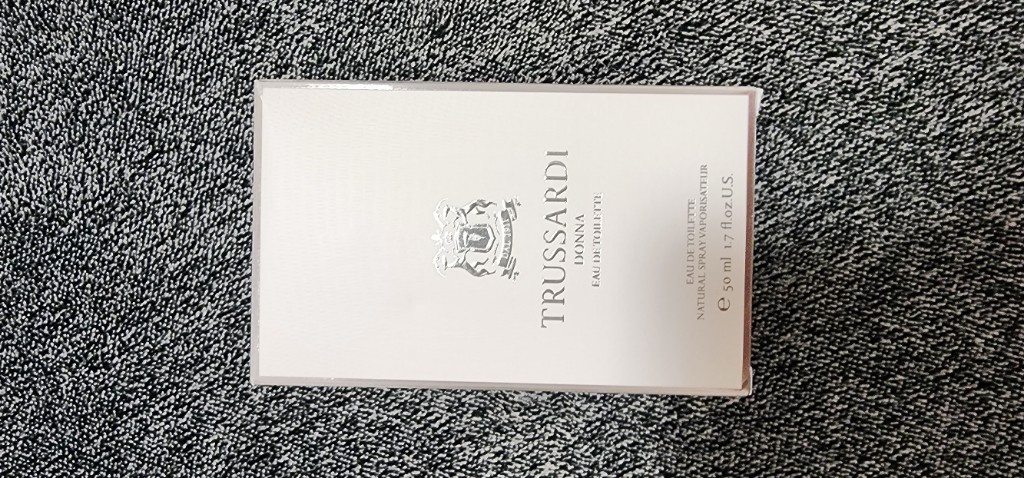 TRUSSARDI
DONNA
EAU DE TOILETTE
EAU DE TOILETTE
NATURAL SPRAY VAPORISATEUR
℮ 50 ml 1.7 fl.oz.U.S.